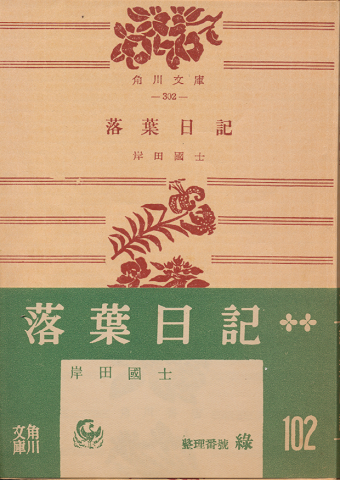 角川文庫
—302—
落葉日記
岸田國士
落葉日記
岸田國士
角川文庫
整理番號 綠
102